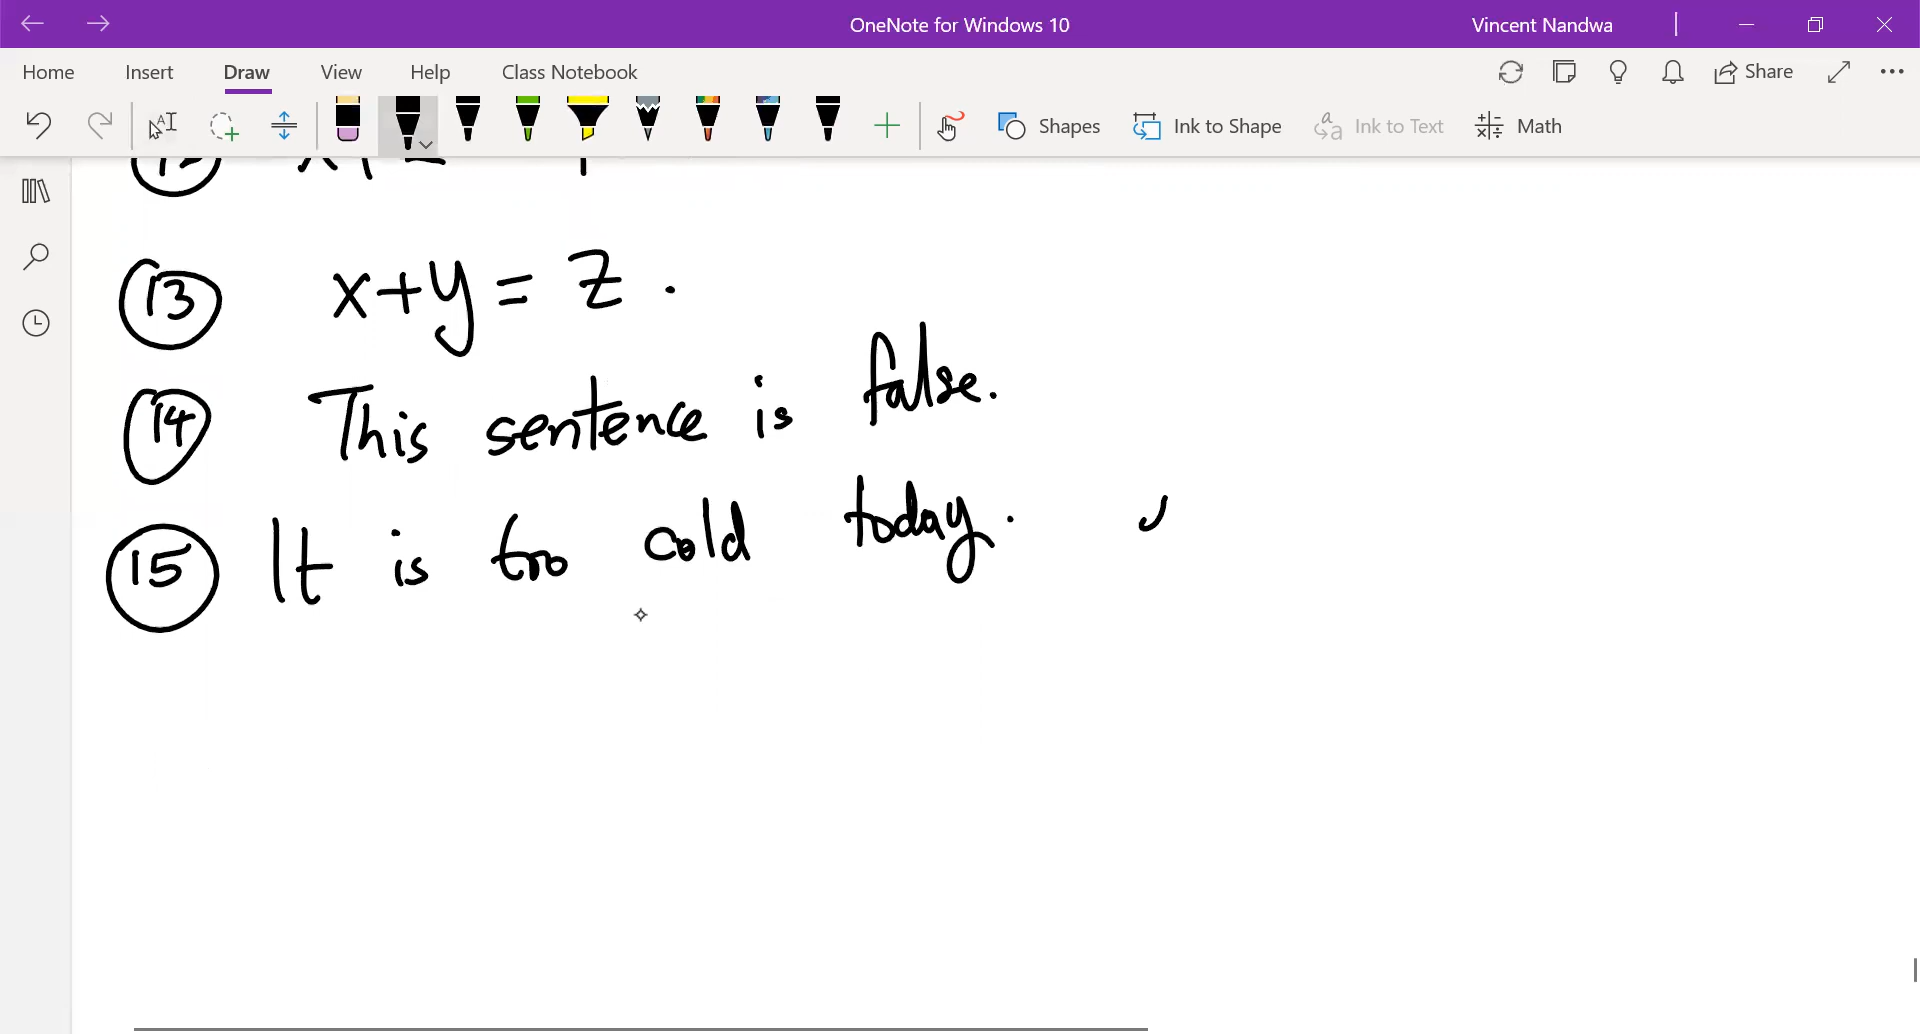 OneNote for Windows 10
Vincent Nandwa
Home Insert Draw View Help Class Notebook Share
Shapes Ink to Shape Ink to Text Math
13 x+y = z .
14 This sentence is false.
15 It is too cold today.